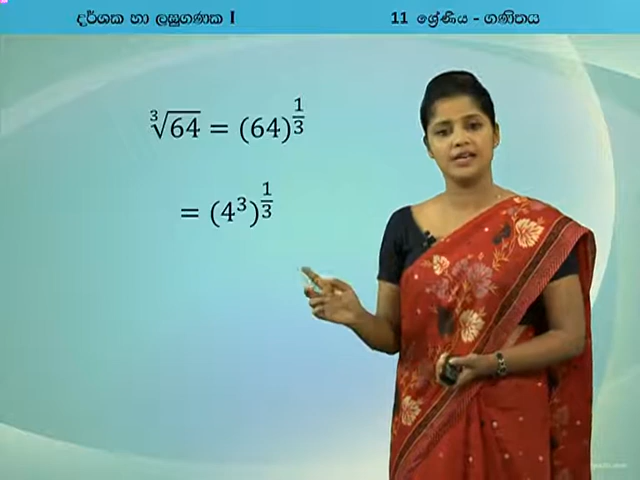 දර්ශක හා ලඝුගණක I
11 ශ්‍රේණිය - ගණිතය
∛64 = (64)^(1/3)
= (4³)^(1/3)